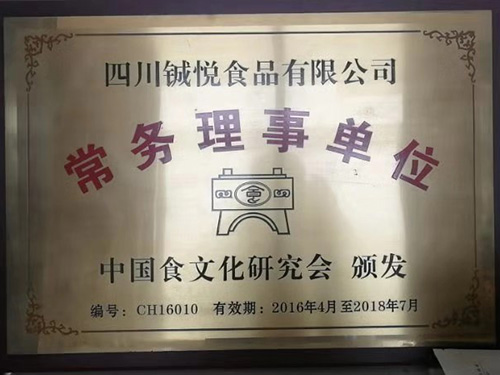 四川铖悦食品有限公司
常务理事单位
食
中国食文化研究会 颁发
编号：CH16010 有效期：2016年4月至2018年7月